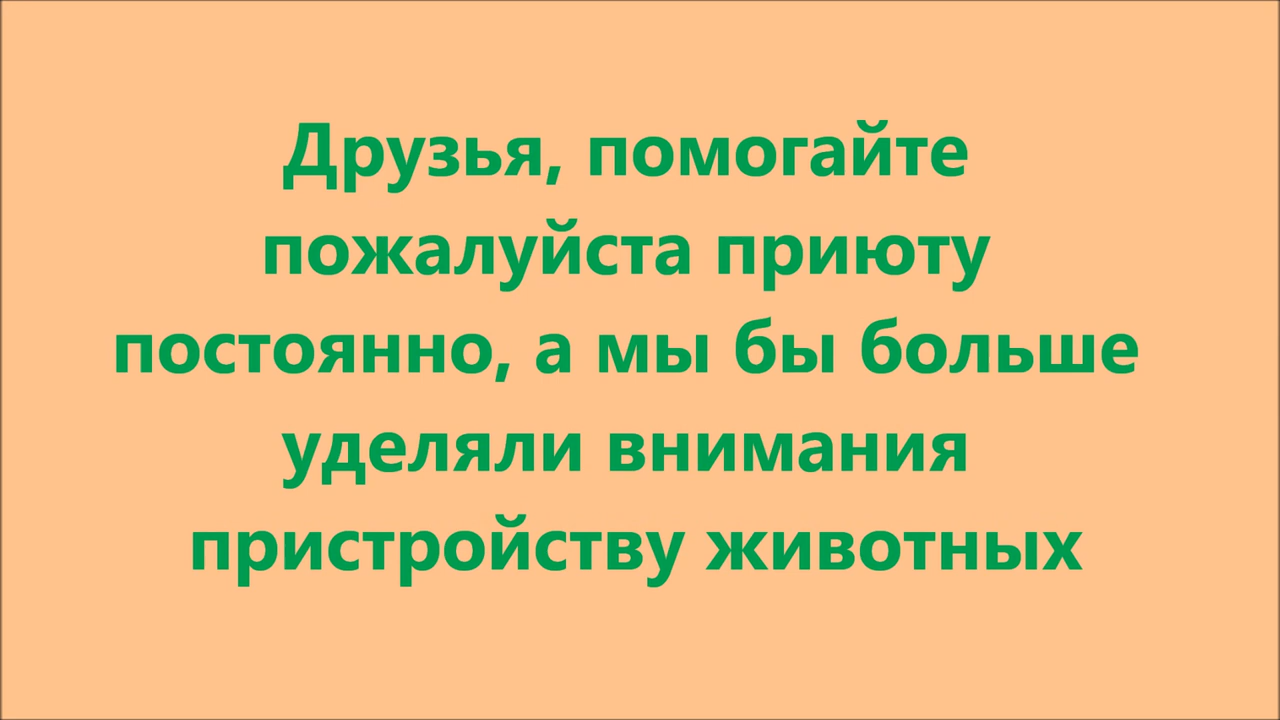 Друзья, помогайте
пожалуйста приюту
постоянно, а мы бы больше
уделяли внимания
пристройству животных